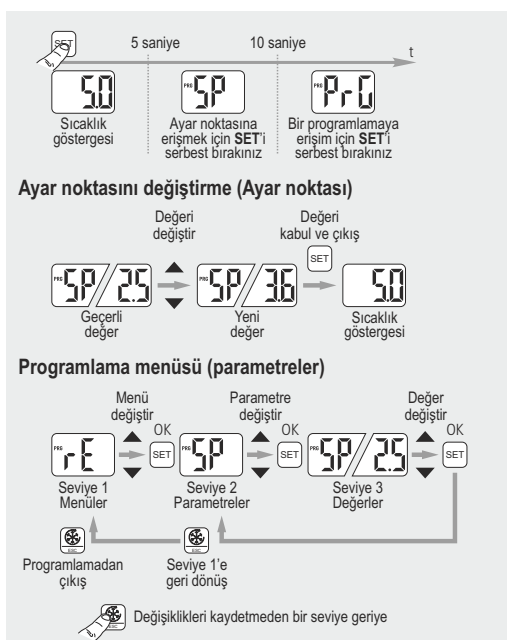 SET
5 saniye
10 saniye
t
5.0
PRG SP
PRG PrG
Sıcaklık
göstergesi
Ayar noktasına
erişmek için SET'i
serbest bırakınız
Bir programlamaya
erişim için SET'i
serbest bırakınız
Ayar noktasını değiştirme (Ayar noktası)
Değeri
değiştir
Değeri
kabul ve çıkış
SET
PRG SP/2.5
PRG SP/3.6
5.0
Geçerli
değer
Yeni
değer
Sıcaklık
göstergesi
Programlama menüsü (parametreler)
Menü
değiştir
Parametre
değiştir
Değer
değiştir
OK
OK
OK
PRG rE
SET
PRG SP
SET
PRG SP/2.5
SET
Seviye 1
Menüler
Seviye 2
Parametreler
Seviye 3
Değerler
ESC
ESC
Programlamadan
çıkış
Seviye 1'e
geri dönüş
Değişiklikleri kaydetmeden bir seviye geriye